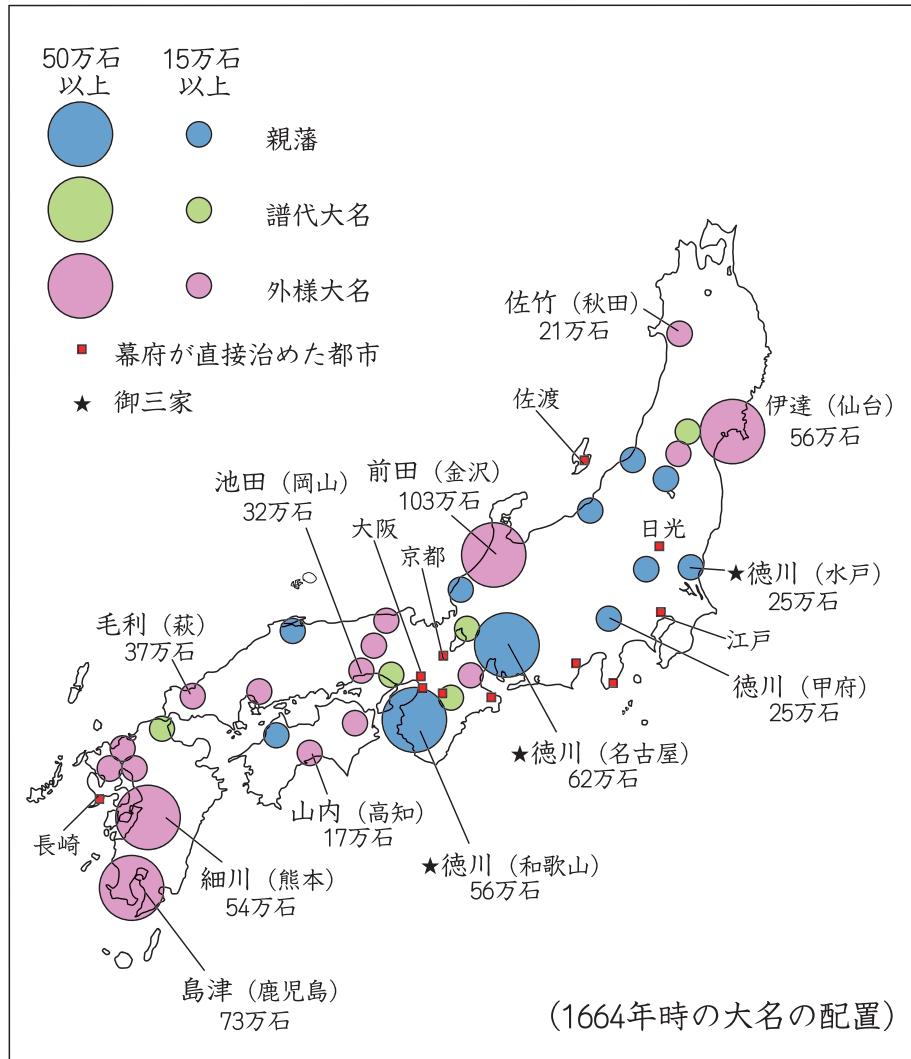 50万石
以上
15万石
以上
親藩
譜代大名
外様大名
幕府が直接治めた都市
★ 御三家
佐竹(秋田)
21万石
佐渡
伊達(仙台)
56万石
前田(金沢)
103万石
池田(岡山)
32万石
大阪
京都
日光
★徳川(水戸)
25万石
毛利(萩)
37万石
江戸
徳川(甲府)
25万石
★徳川(名古屋)
62万石
山内(高知)
17万石
長崎
★徳川(和歌山)
56万石
細川(熊本)
54万石
島津(鹿児島)
73万石
(1664年時の大名の配置)